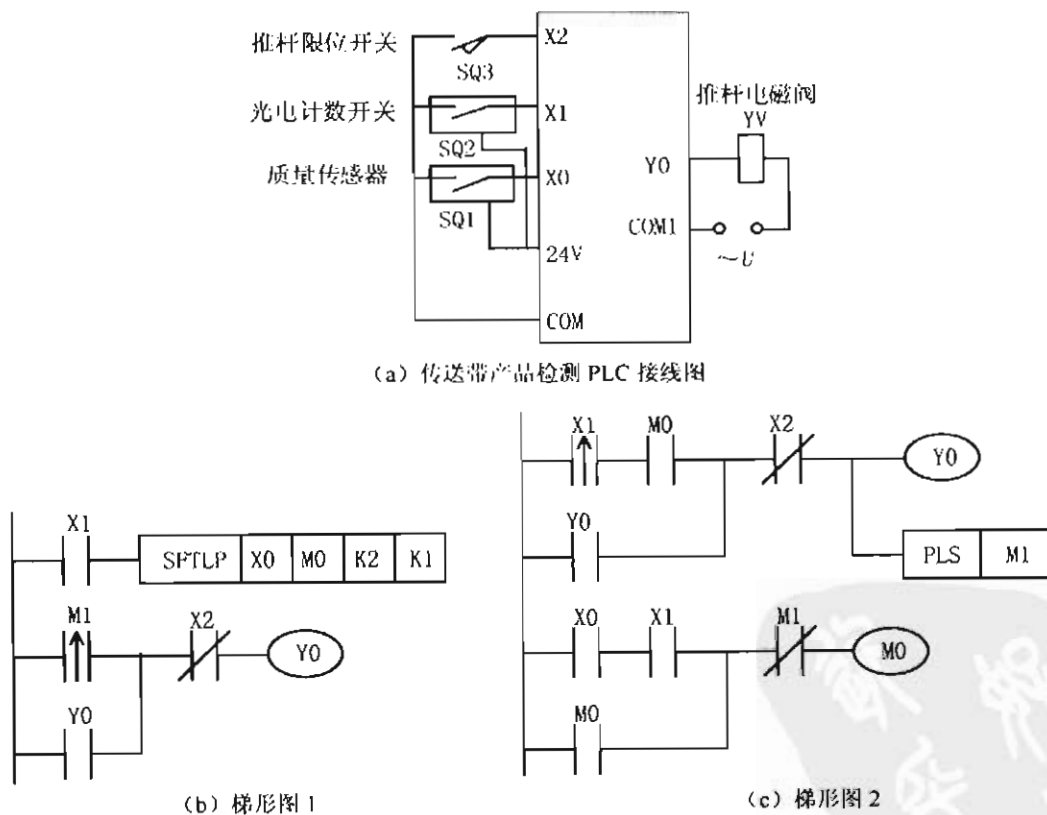 推杆限位开关
SQ3
X2
光电计数开关
SQ2
X1
质量传感器
SQ1
X0
24V
COM
推杆电磁阀
YV
Y0
COM1
～U
(a) 传送带产品检测 PLC 接线图
X1
SFTLP X0 M0 K2 K1
M1
X2
Y0
Y0
(b) 梯形图 1
X1 M0 X2
Y0
Y0
PLS M1
X0 X1 M1
M0
M0
(c) 梯形图 2